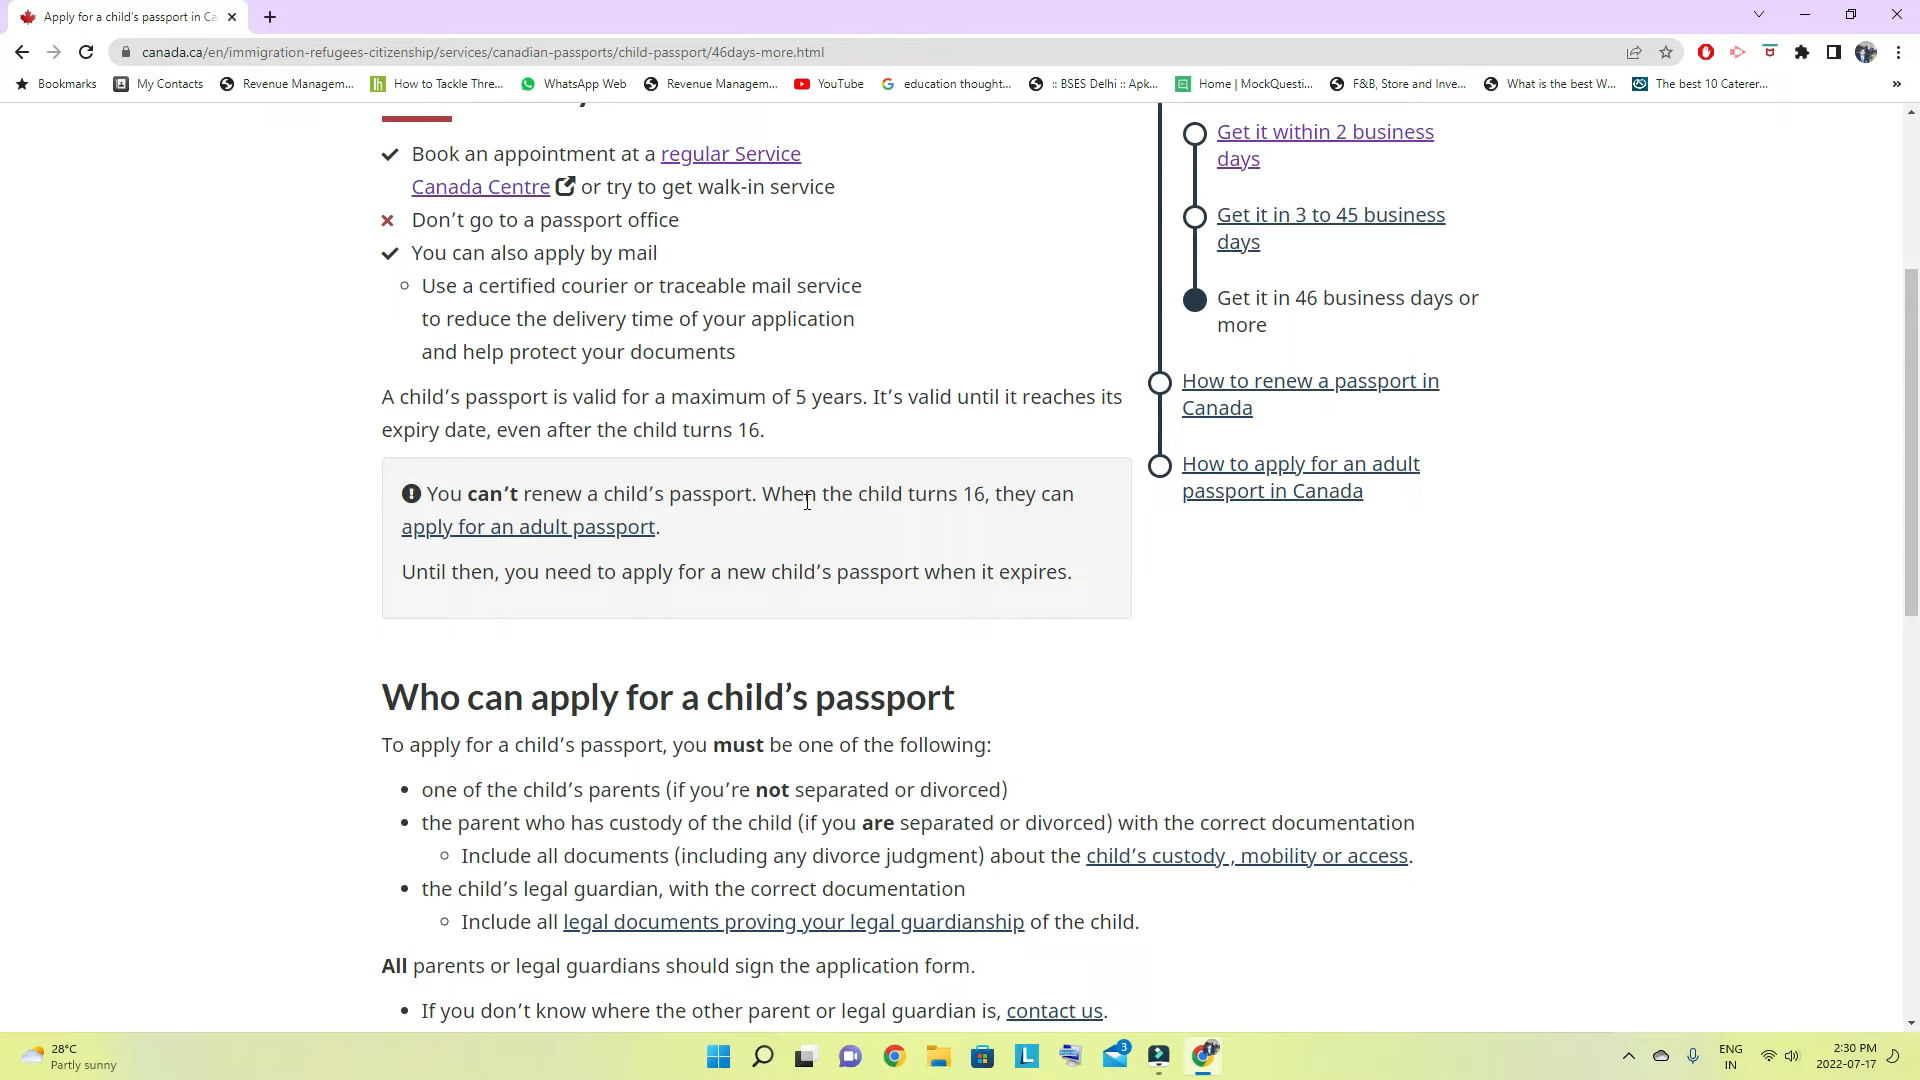 Apply for a child's passport in Ca
canada.ca/en/immigration-refugees-citizenship/services/canadian-passports/child-passport/46days-more.html
Bookmarks My Contacts Revenue Managem... How to Tackle Thre... WhatsApp Web Revenue Managem... YouTube education thought... :: BSES Delhi :: Apk... Home | MockQuesti... F&B, Store and Inve... What is the best W... The best 10 Caterer... »
Book an appointment at a regular Service
Canada Centre or try to get walk-in service
Don't go to a passport office
You can also apply by mail
Use a certified courier or traceable mail service
to reduce the delivery time of your application
and help protect your documents
A child's passport is valid for a maximum of 5 years. It's valid until it reaches its
expiry date, even after the child turns 16.
You can't renew a child's passport. When the child turns 16, they can
apply for an adult passport.
Until then, you need to apply for a new child's passport when it expires.
Get it within 2 business
days
Get it in 3 to 45 business
days
Get it in 46 business days or
more
How to renew a passport in
Canada
How to apply for an adult
passport in Canada
Who can apply for a child's passport
To apply for a child's passport, you must be one of the following:
one of the child's parents (if you're not separated or divorced)
the parent who has custody of the child (if you are separated or divorced) with the correct documentation
Include all documents (including any divorce judgment) about the child's custody , mobility or access.
the child's legal guardian, with the correct documentation
Include all legal documents proving your legal guardianship of the child.
All parents or legal guardians should sign the application form.
If you don't know where the other parent or legal guardian is, contact us.
28°C
Partly sunny
L
3
ENG
IN
2:30 PM
2022-07-17